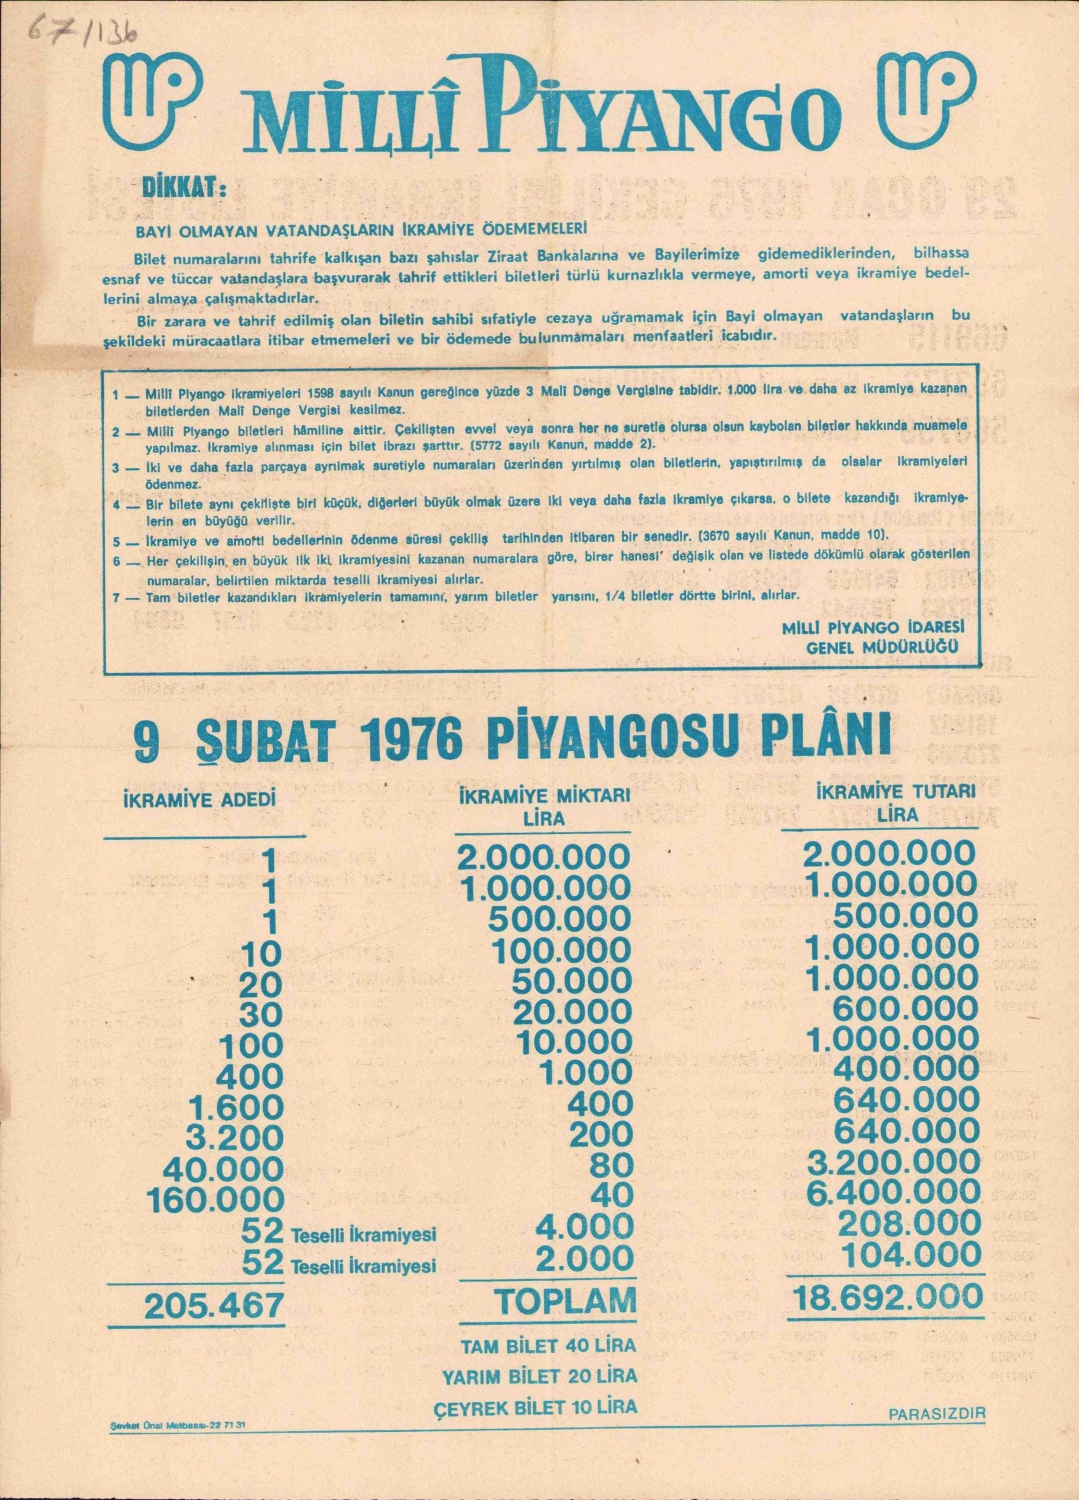 67/136
MİLLÎ PİYANGO
DİKKAT:
BAYİ OLMAYAN VATANDAŞLARIN İKRAMİYE ÖDEMEMELERİ
Bilet numaralarını tahrife kalkışan bazı şahıslar Ziraat Bankalarına ve Bayilerimize gidemediklerinden, bilhassa
esnaf ve tüccar vatandaşlara başvurarak tahrif ettikleri biletleri türlü kurnazlıkla vermeye, amorti veya ikramiye bedel-
lerini almaya çalışmaktadırlar.
Bir zarara ve tahrif edilmiş olan biletin sahibi sıfatiyle cezaya uğramamak için Bayi olmayan vatandaşların bu
şekildeki müracaatlara itibar etmemeleri ve bir ödemede bulunmamaları menfaatleri icabıdır.
1 — Millî Piyango ikramiyeleri 1598 sayılı Kanun gereğince yüzde 3 Malî Denge Vergisine tabidir. 1.000 lira ve daha az ikramiye kazanan
biletlerden Malî Denge Vergisi kesilmez.
2 — Millî Piyango biletleri hâmiline aittir. Çekilişten evvel veya sonra her ne suretle olursa olsun kaybolan biletler hakkında muamele
yapılmaz. İkramiye alınması için bilet ibrazı şarttır. (5772 sayılı Kanun, madde 2).
3 — İki ve daha fazla parçaya ayrılmak suretiyle numaraları üzerinden yırtılmış olan biletlerin, yapıştırılmış da olsalar ikramiyeleri
ödenmez.
4 — Bir bilete aynı çekilişte biri küçük, diğerleri büyük olmak üzere iki veya daha fazla ikramiye çıkarsa. o bilete kazandığı ikramiye-
lerin en büyüğü verilir.
5 — İkramiye ve amorti bedellerinin ödenme süresi çekiliş tarihinden itibaren bir senedir. (3670 sayılı Kanun, madde 10).
6 — Her çekilişin en büyük ilk iki ikramiyesini kazanan numaralara göre, birer hanesi değişik olan ve listede dökümlü olarak gösterilen
numaralar, belirtilen miktarda teselli ikramiyesi alırlar.
7 — Tam biletler kazandıkları ikramiyelerin tamamını, yarım biletler yarısını, 1/4 biletler dörtte birini, alırlar.
MİLLİ PİYANGO İDARESİ
GENEL MÜDÜRLÜĞÜ
9 ŞUBAT 1976 PİYANGOSU PLÂNI
İKRAMİYE ADEDİ İKRAMİYE MİKTARI İKRAMİYE TUTARI
LİRA LİRA
1 2.000.000 2.000.000
1 1.000.000 1.000.000
1 500.000 500.000
10 100.000 1.000.000
20 50.000 1.000.000
30 20.000 600.000
100 10.000 1.000.000
400 1.000 400.000
1.600 400 640.000
3.200 200 640.000
40.000 80 3.200.000
160.000 40 6.400.000
52 Teselli İkramiyesi 4.000 208.000
52 Teselli İkramiyesi 2.000 104.000
205.467 TOPLAM 18.692.000
TAM BİLET 40 LİRA
YARIM BİLET 20 LİRA
ÇEYREK BİLET 10 LİRA
Şevket Ünal Matbaası-22 71 31 PARASIZDIR